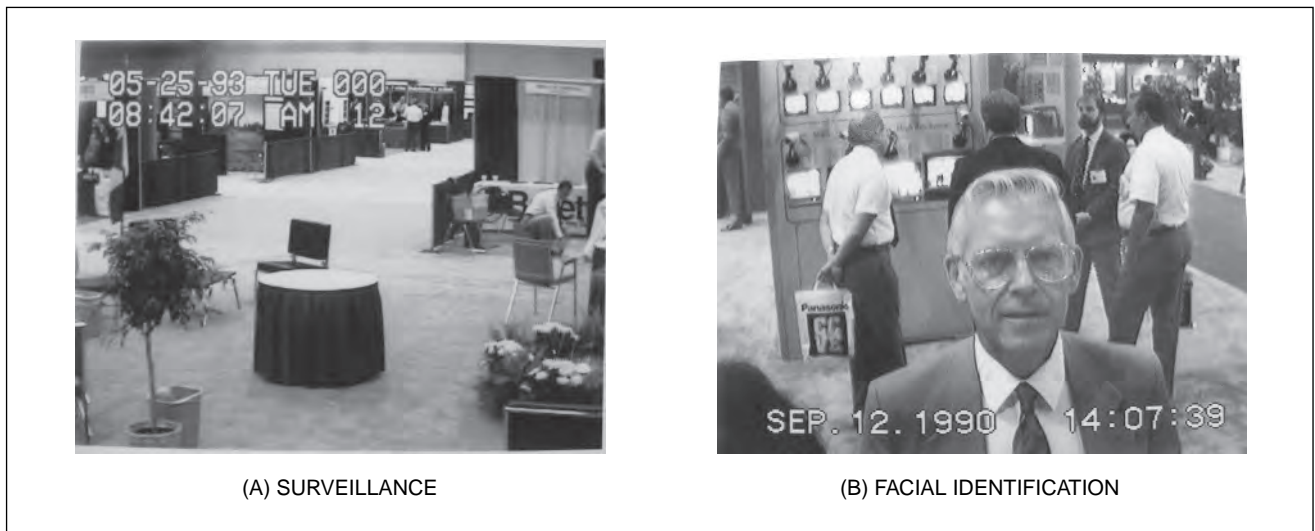 05-25-93 TUE 000
08:42:07 AM 12
Panasonic
SEP. 12. 1990 14:07:39
(A) SURVEILLANCE
(B) FACIAL IDENTIFICATION